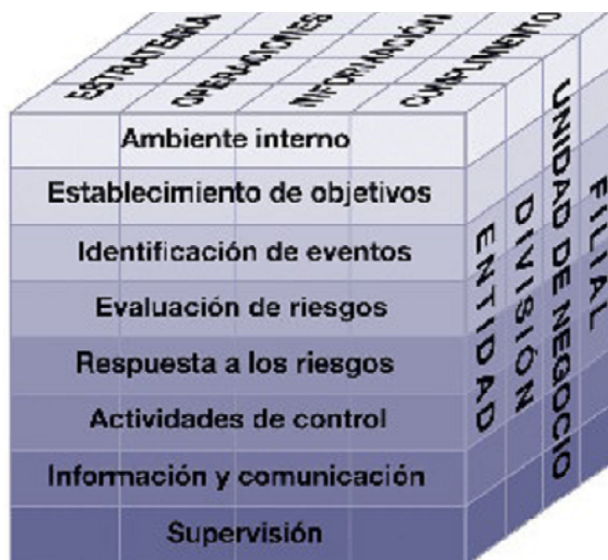 ESTRATEGIA
OPERACIONES
INFORMACIÓN
CUMPLIMIENTO
Ambiente interno
Establecimiento de objetivos
Identificación de eventos
Evaluación de riesgos
Respuesta a los riesgos
Actividades de control
Información y comunicación
Supervisión
ENTIDAD
DIVISIÓN
UNIDAD DE NEGOCIO
FILIAL